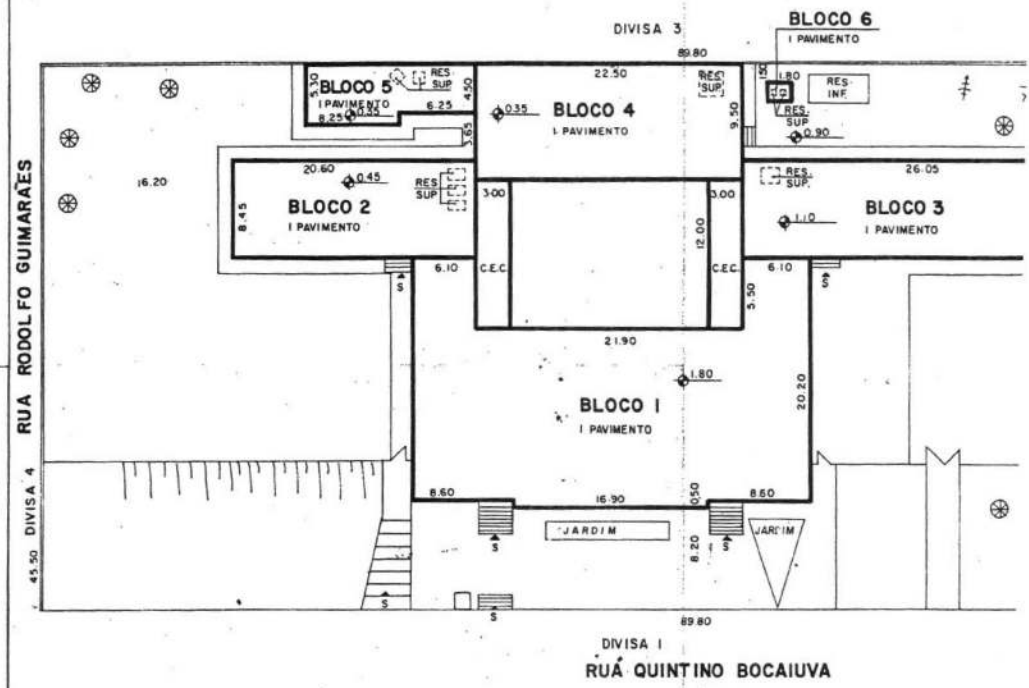 DIVISA 3
BLOCO 6
1 PAVIMENTO
89.80
22.50
1.50
1.80
5.30
BLOCO 5
1 PAVIMENTO
RES.
SUP
4.50
0.35
8.25
6.25
3.65
0.35
BLOCO 4
1 PAVIMENTO
RES
SUP
9.50
RES.
INF.
RES.
SUP
0.90
16.20
20.60
0.45
RES
SUP
8.45
BLOCO 2
1 PAVIMENTO
3.00
12.00
3.00
RES.
SUP.
26.05
1.10
BLOCO 3
1 PAVIMENTO
C.E.C.
C.E.C.
6.10
S
6.10
S
5.50
21.90
1.80
BLOCO 1
1 PAVIMENTO
20.20
RUA RODOLFO GUIMARÃES
DIVISA 4
45.50
8.60
16.90
0.50
8.60
JARDIM
S
8.20
S
JARDIM
S
S
89.80
DIVISA 1
RUA QUINTINO BOCAIUVA